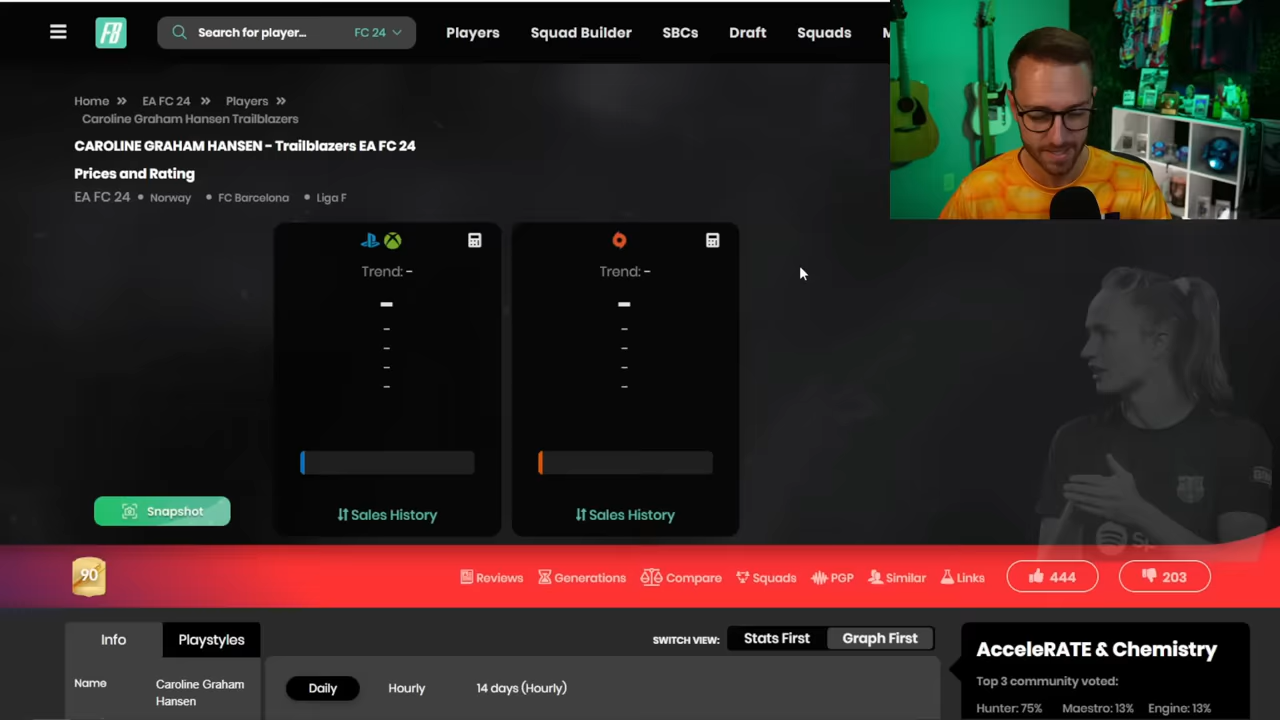 FB
Search for player...
FC 24
Players
Squad Builder
SBCs
Draft
Squads
Home » EA FC 24 » Players »
Caroline Graham Hansen Trailblazers
CAROLINE GRAHAM HANSEN - Trailblazers EA FC 24
Prices and Rating
EA FC 24 • Norway • FC Barcelona • Liga F
Trend: -
Trend: -
-
-
-
-
-
-
-
-
-
-
Sales History
Sales History
Snapshot
90
Reviews
Generations
Compare
Squads
PGP
Similar
Links
444
203
Info
Playstyles
SWITCH VIEW:
Stats First
Graph First
AcceleRATE & Chemistry
Top 3 community voted:
Name
Caroline Graham
Hansen
Daily
Hourly
14 days (Hourly)
Hunter: 75%
Maestro: 13%
Engine: 13%